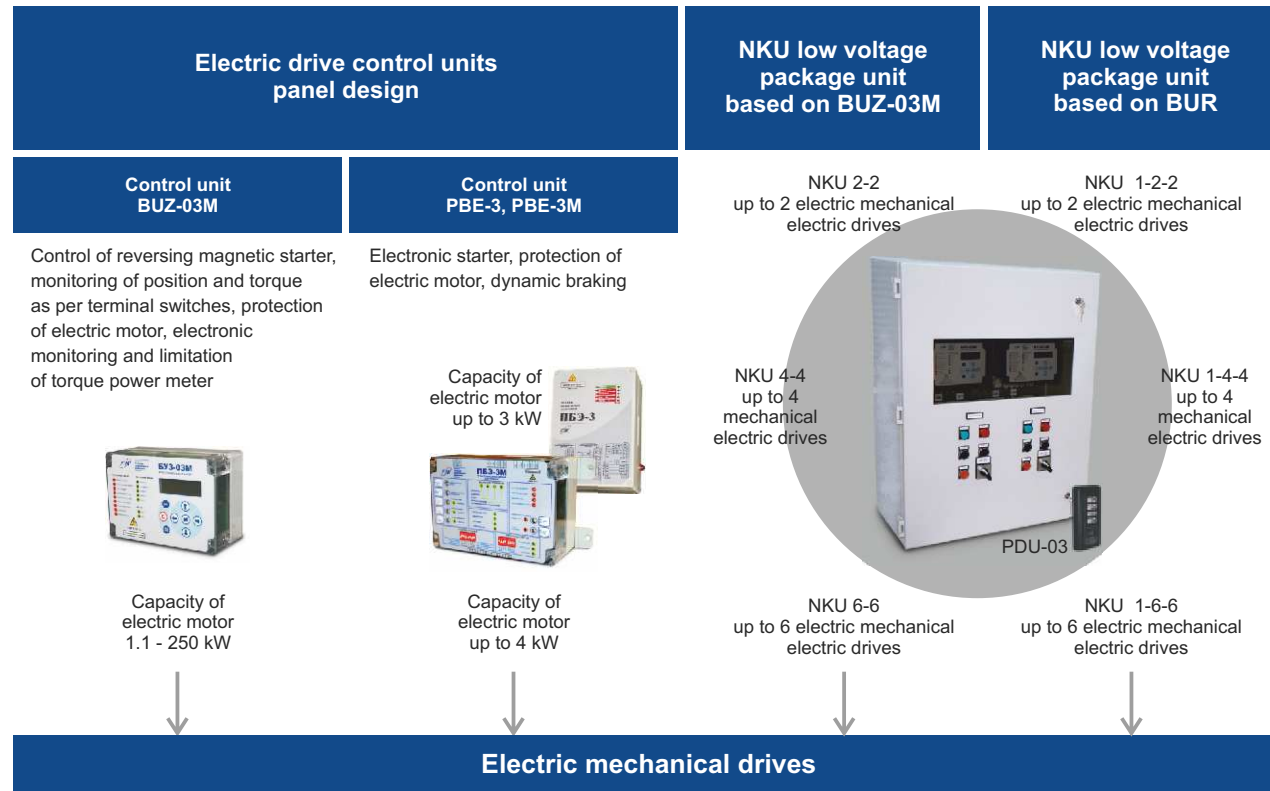 Electric drive control units
panel design
NKU low voltage
package unit
based on BUZ-03M
NKU low voltage
package unit
based on BUR
Control unit
BUZ-03M
Control unit
PBE-3, PBE-3M
Control of reversing magnetic starter,
monitoring of position and torque
as per terminal switches, protection
of electric motor, electronic
monitoring and limitation
of torque power meter
Electronic starter, protection of
electric motor, dynamic braking
Capacity of
electric motor
up to 3 kW
ПБЭ-3
БУЗ-03М
ПБЭ-3М
Capacity of
electric motor
1.1 - 250 kW
Capacity of
electric motor
up to 4 kW
NKU 2-2
up to 2 electric mechanical
electric drives
NKU 1-2-2
up to 2 electric mechanical
electric drives
NKU 4-4
up to 4
mechanical
electric drives
NKU 1-4-4
up to 4
mechanical
electric drives
PDU-03
NKU 6-6
up to 6 electric mechanical
electric drives
NKU 1-6-6
up to 6 electric mechanical
electric drives
Electric mechanical drives